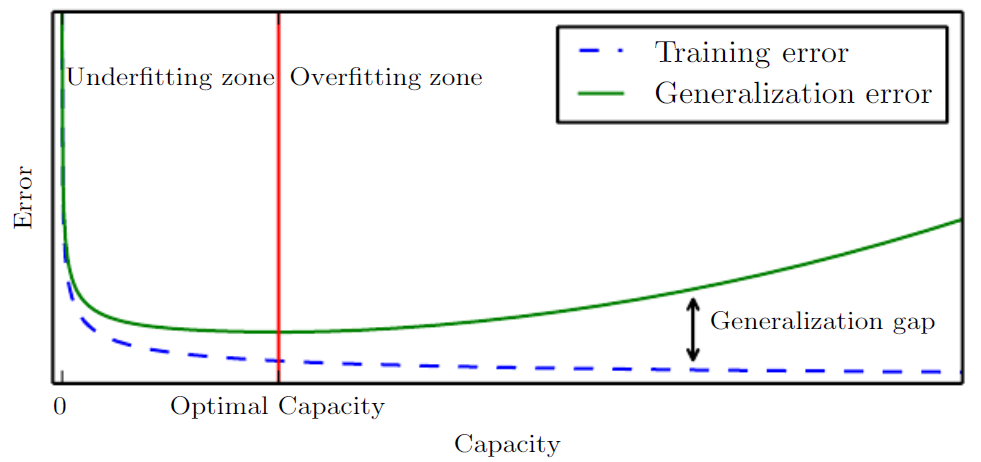 Underfitting zone
Overfitting zone
Training error
Generalization error
Error
Generalization gap
0
Optimal Capacity
Capacity